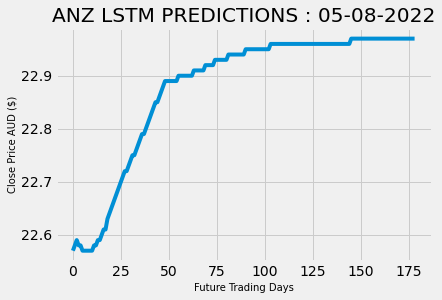 ANZ LSTM PREDICTIONS : 05-08-2022
22.9
22.8
22.7
22.6
Close Price AUD ($)
0 25 50 75 100 125 150 175
Future Trading Days